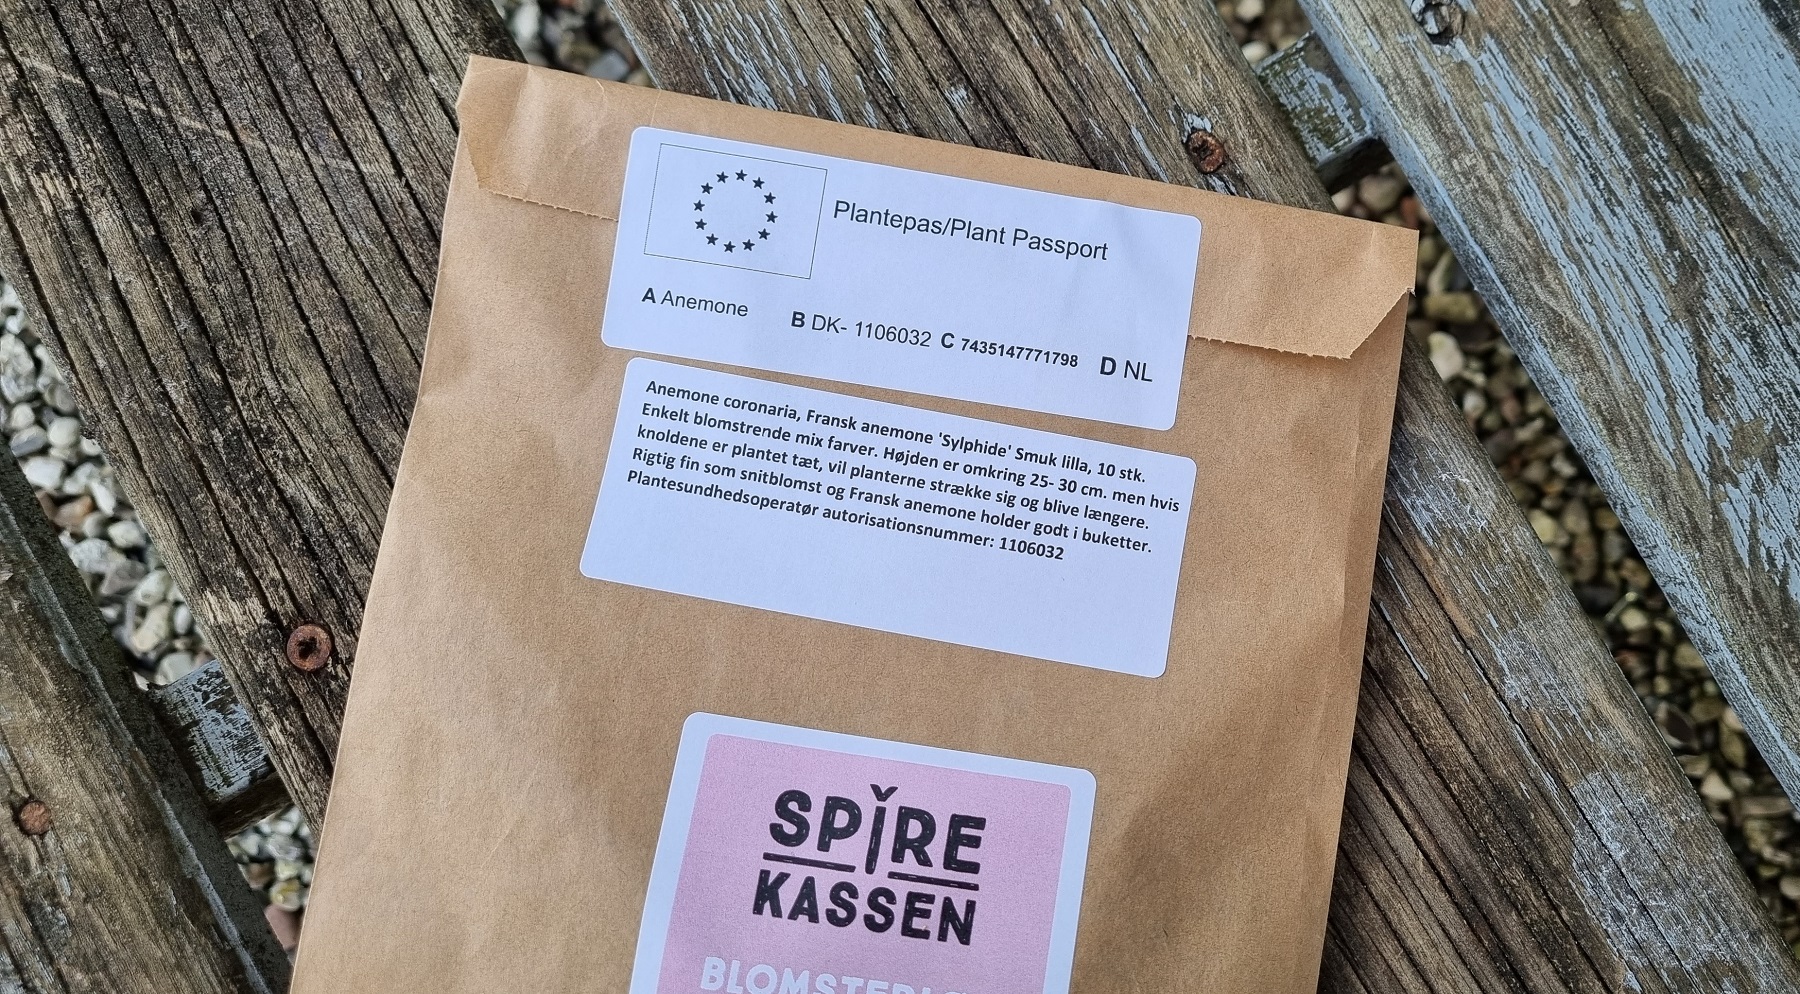 Plantepas/Plant Passport
A Anemone B DK- 1106032 C 7435147771798 D NL
Anemone coronaria, Fransk anemone 'Sylphide' Smuk lilla, 10 stk.
Enkelt blomstrende mix farver. Højden er omkring 25- 30 cm. men hvis
knoldene er plantet tæt, vil planterne strække sig og blive længere.
Rigtig fin som snitblomst og Fransk anemone holder godt i buketter.
Plantesundhedsoperatør autorisationsnummer: 1106032
SPIRE
KASSEN